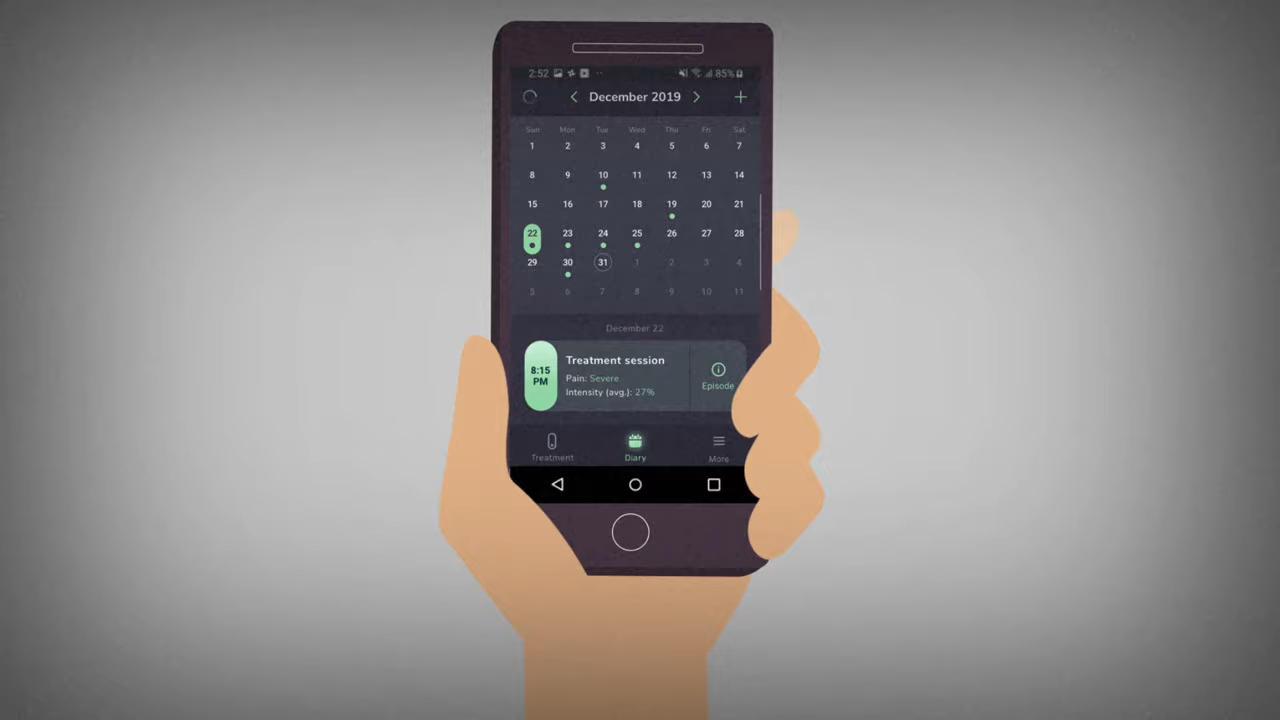 2:52 85%
December 2019
Sun Mon Tue Wed Thu Fri Sat
1 2 3 4 5 6 7
8 9 10 11 12 13 14
15 16 17 18 19 20 21
22 23 24 25 26 27 28
29 30 31 1 2 3 4
5 6 7 8 9 10 11
December 22
8:15 PM
Treatment session
Pain: Severe
Intensity (avg.): 27%
Episode
Treatment Diary More